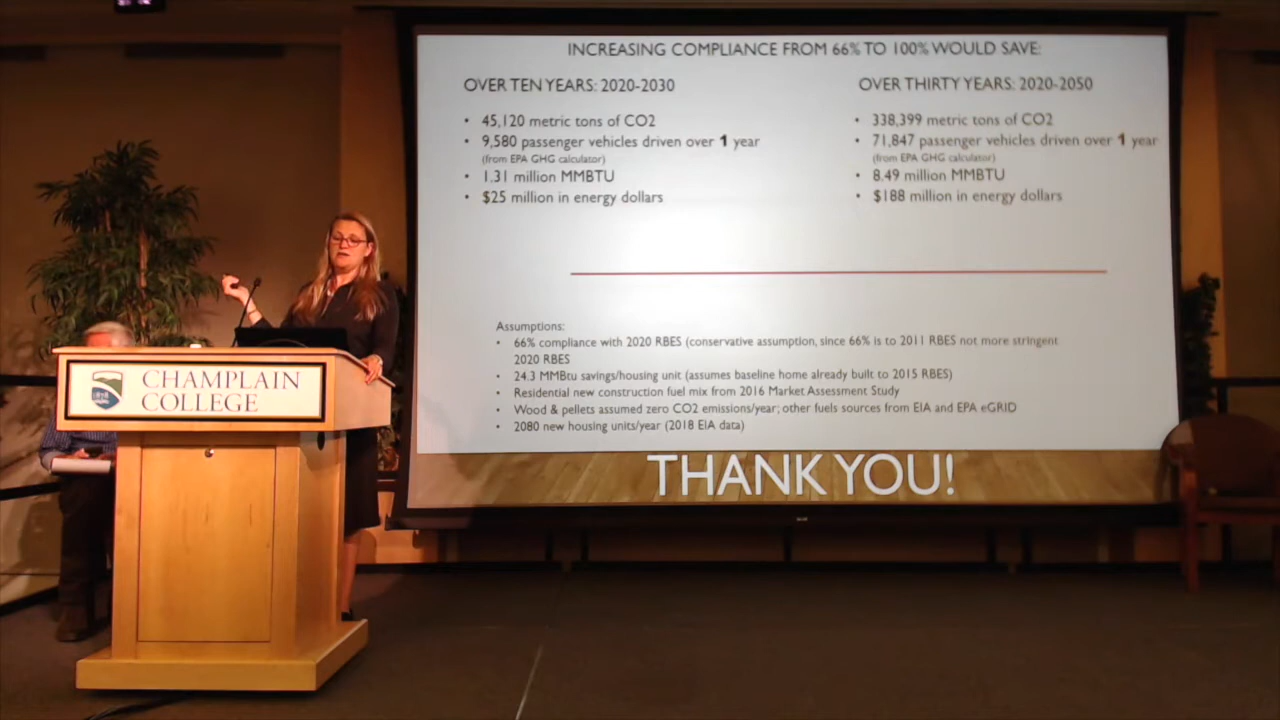 INCREASING COMPLIANCE FROM 66% TO 100% WOULD SAVE:
OVER TEN YEARS: 2020-2030
• 45,120 metric tons of CO2
• 9,580 passenger vehicles driven over 1 year
(from EPA GHG calculator)
• 1.31 million MMBTU
• $25 million in energy dollars
OVER THIRTY YEARS: 2020-2050
• 338,399 metric tons of CO2
• 71,847 passenger vehicles driven over 1 year
(from EPA GHG calculator)
• 8.49 million MMBTU
• $188 million in energy dollars
Assumptions:
• 66% compliance with 2020 RBES (conservative assumption, since 66% is to 2011 RBES not more stringent
2020 RBES
• 24.3 MMBtu savings/housing unit (assumes baseline home already built to 2015 RBES)
• Residential new construction fuel mix from 2016 Market Assessment Study
• Wood & pellets assumed zero CO2 emissions/year; other fuels sources from EIA and EPA eGRID
• 2080 new housing units/year (2018 EIA data)
THANK YOU!
CHAMPLAIN
COLLEGE
1878